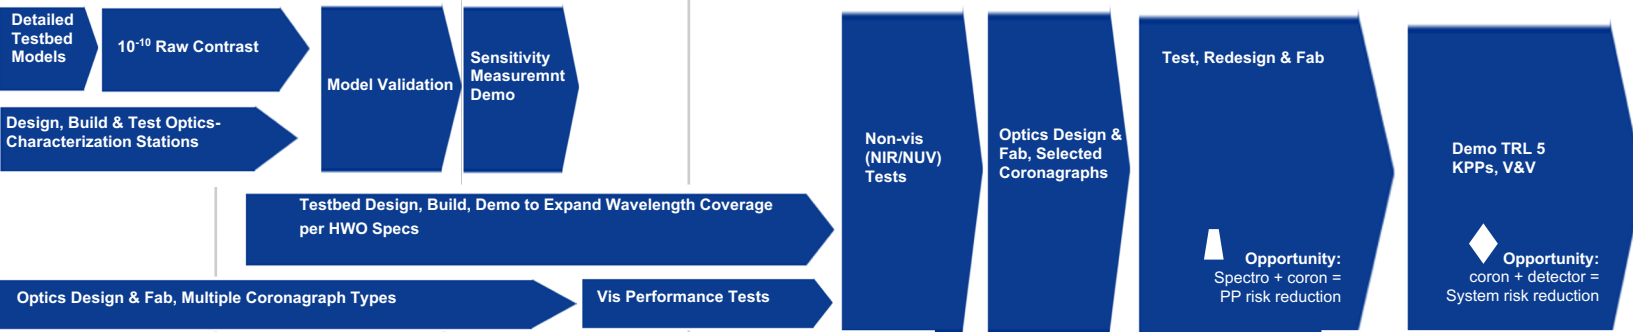 Detailed
Testbed
Models
10-10 Raw Contrast
Design, Build & Test Optics-
Characterization Stations
Model Validation
Sensitivity
Measuremnt
Demo
Testbed Design, Build, Demo to Expand Wavelength Coverage
per HWO Specs
Optics Design & Fab, Multiple Coronagraph Types
Vis Performance Tests
Non-vis
(NIR/NUV)
Tests
Optics Design &
Fab, Selected
Coronagraphs
Test, Redesign & Fab
Opportunity:
Spectro + coron =
PP risk reduction
Demo TRL 5
KPPs, V&V
Opportunity:
coron + detector =
System risk reduction